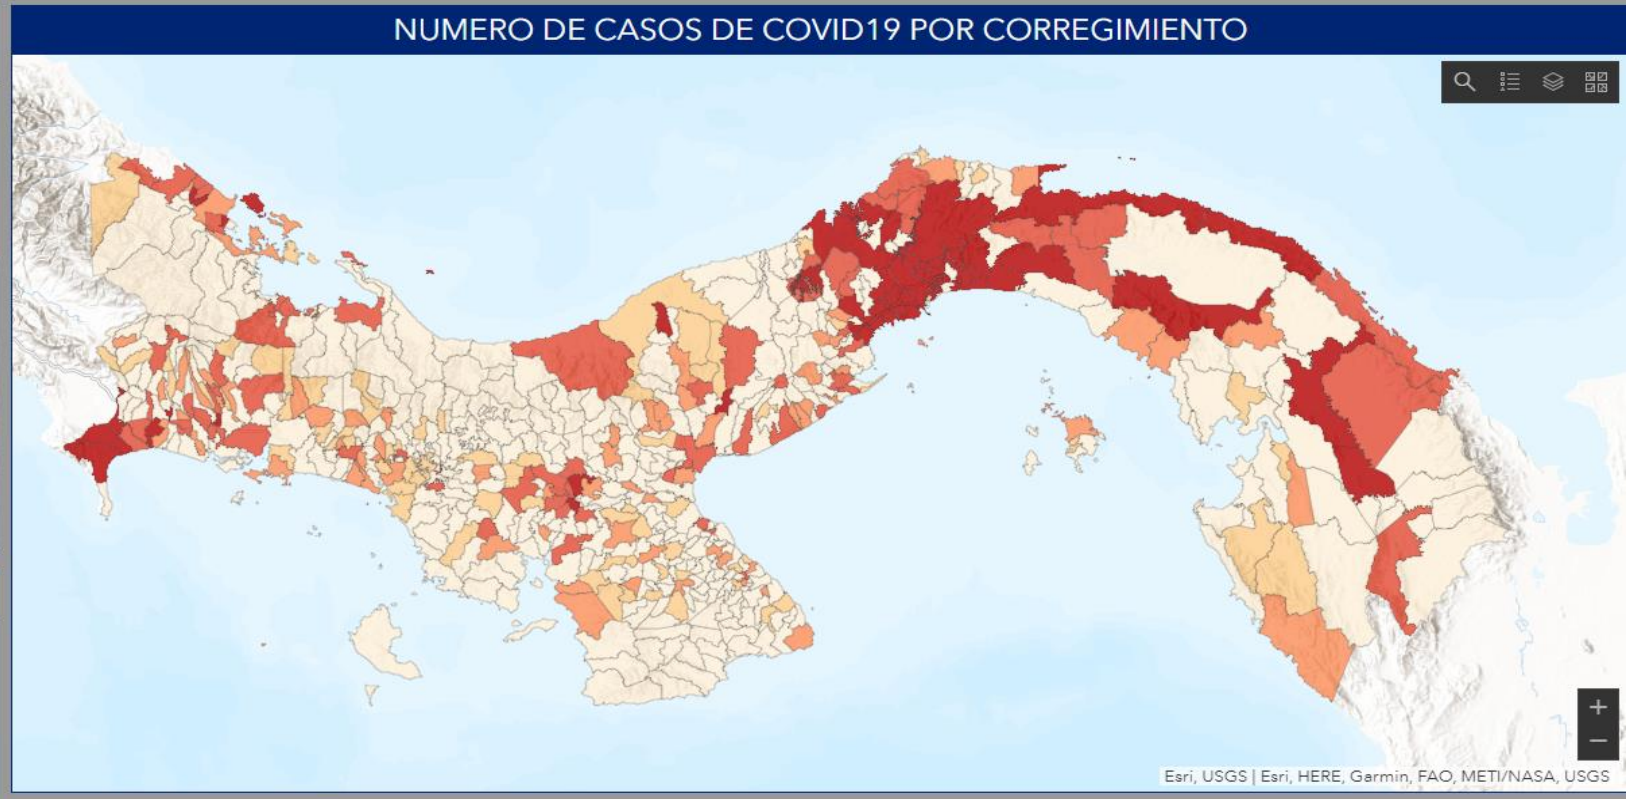 NUMERO DE CASOS DE COVID19 POR CORREGIMIENTO
Esri, USGS | Esri, HERE, Garmin, FAO, METI/NASA, USGS